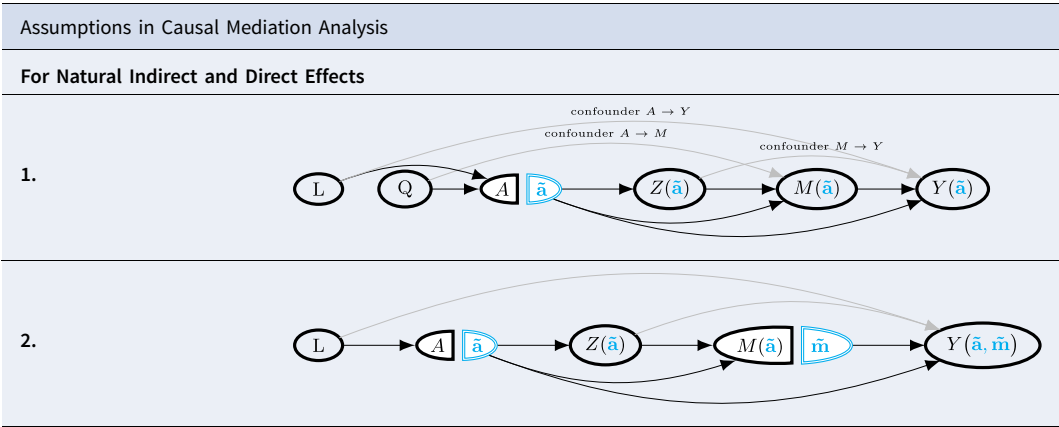 Assumptions in Causal Mediation Analysis
For Natural Indirect and Direct Effects
confounder A → Y
confounder A → M
confounder M → Y
1.
L Q A ã Z(ã) M(ã) Y(ã)
2.
L A ã Z(ã) M(ã) m̃ Y(ã, m̃)